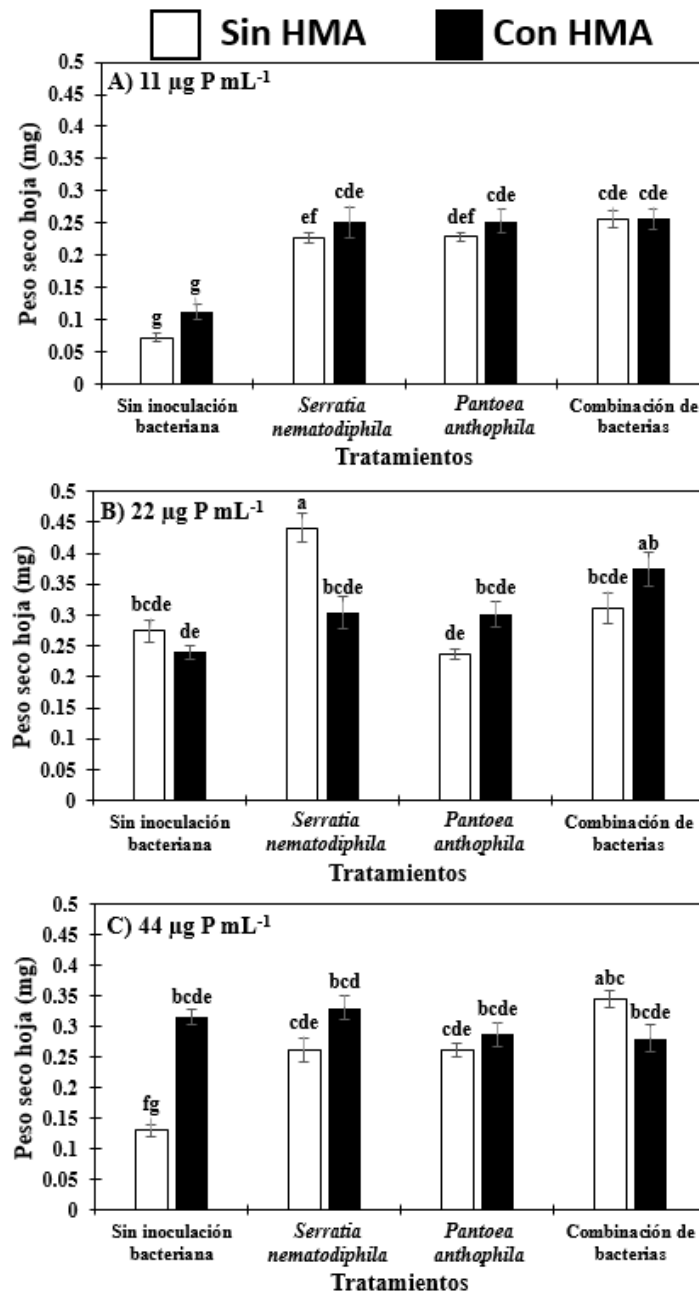 Sin HMA Con HMA
A) 11 µg P mL-1
Peso seco hoja (mg)
0.5
0.45
0.4
0.35
0.3
0.25
0.2
0.15
0.1
0.05
0
g g ef cde def cde cde cde
Sin inoculación bacteriana
Serratia nematodiphila
Pantoea anthophila
Combinación de bacterias
Tratamientos
B) 22 µg P mL-1
Peso seco hoja (mg)
0.5
0.45
0.4
0.35
0.3
0.25
0.2
0.15
0.1
0.05
0
bcde de a bcde de bcde bcde ab
Sin inoculación bacteriana
Serratia nematodiphila
Pantoea anthophila
Combinación de bacterias
Tratamientos
C) 44 µg P mL-1
Peso seco hoja (mg)
0.5
0.45
0.4
0.35
0.3
0.25
0.2
0.15
0.1
0.05
0
fg bcde cde bcd cde bcde abc bcde
Sin inoculación bacteriana
Serratia nematodiphila
Pantoea anthophila
Combinación de bacterias
Tratamientos